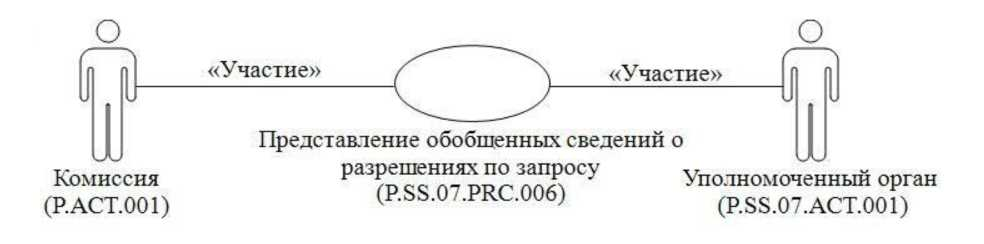 «Участие»
«Участие»
Представление обобщенных сведений о
разрешениях по запросу
(P.SS.07.PRC.006)
Комиссия
(P.ACT.001)
Уполномоченный орган
(P.SS.07.ACT.001)